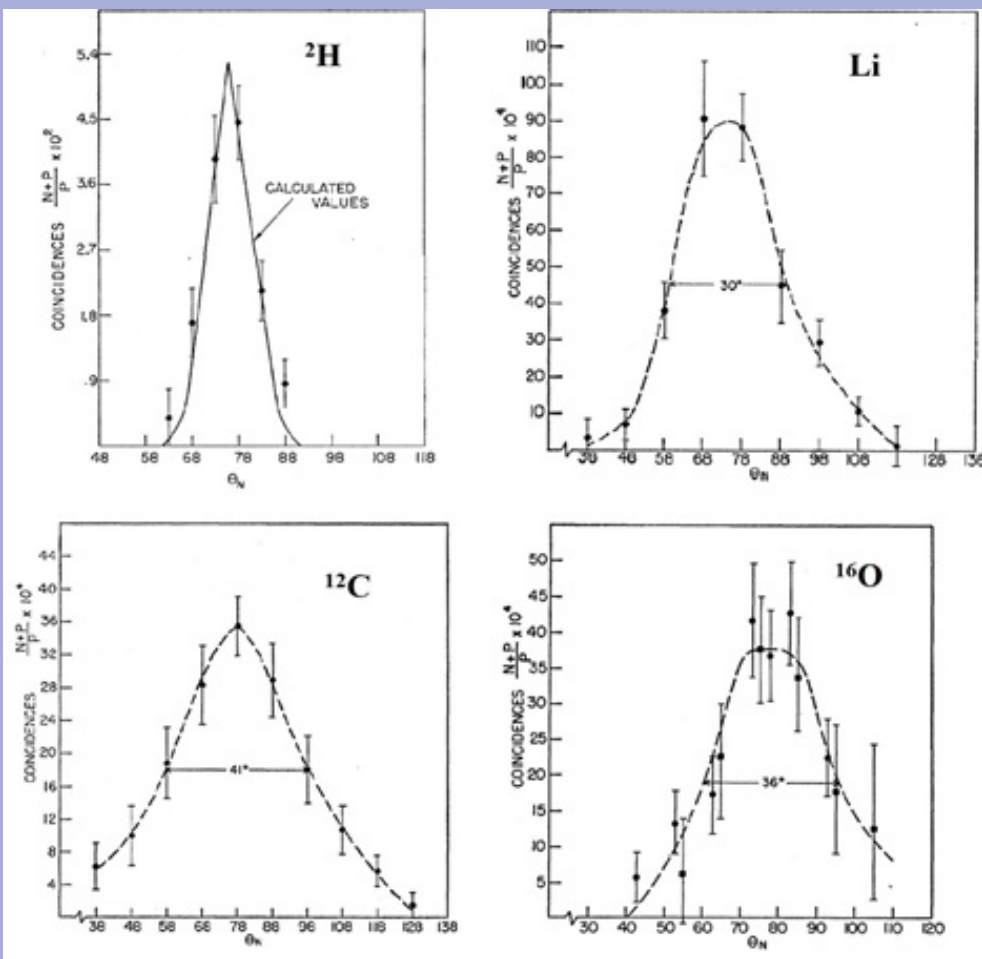 ²H
5.4
4.5
3.6
2.7
1.8
.9
COINCIDENCES N+P/P x 10²
CALCULATED
VALUES
48 58 68 78 88 98 108 118
θN
Li
110
100
90
80
70
60
50
40
30
20
10
COINCIDENCES N+P/P x 10⁴
30°
38 48 58 68 78 88 98 108 128 138
θN
¹²C
44
40
36
32
28
24
20
16
12
8
4
COINCIDENCES N+P/P x 10⁴
41°
38 48 58 68 78 88 98 108 118 128 138
θN
¹⁶O
50
45
40
35
30
25
20
15
10
5
COINCIDENCES N+P/P x 10⁴
36°
30 40 50 60 70 80 90 100 110 120
θN